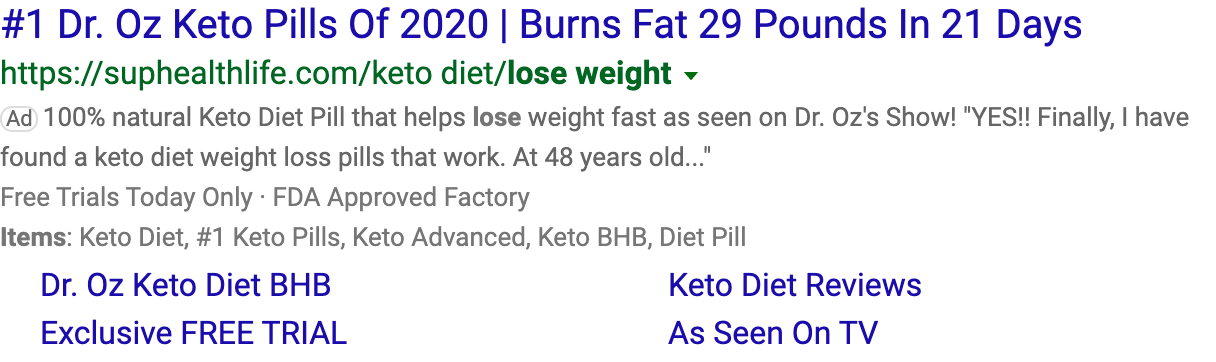 #1 Dr. Oz Keto Pills Of 2020 | Burns Fat 29 Pounds In 21 Days
https://suphealthlife.com/keto diet/lose weight
Ad 100% natural Keto Diet Pill that helps lose weight fast as seen on Dr. Oz's Show! "YES!! Finally, I have
found a keto diet weight loss pills that work. At 48 years old..."
Free Trials Today Only · FDA Approved Factory
Items: Keto Diet, #1 Keto Pills, Keto Advanced, Keto BHB, Diet Pill
Dr. Oz Keto Diet BHB
Keto Diet Reviews
Exclusive FREE TRIAL
As Seen On TV